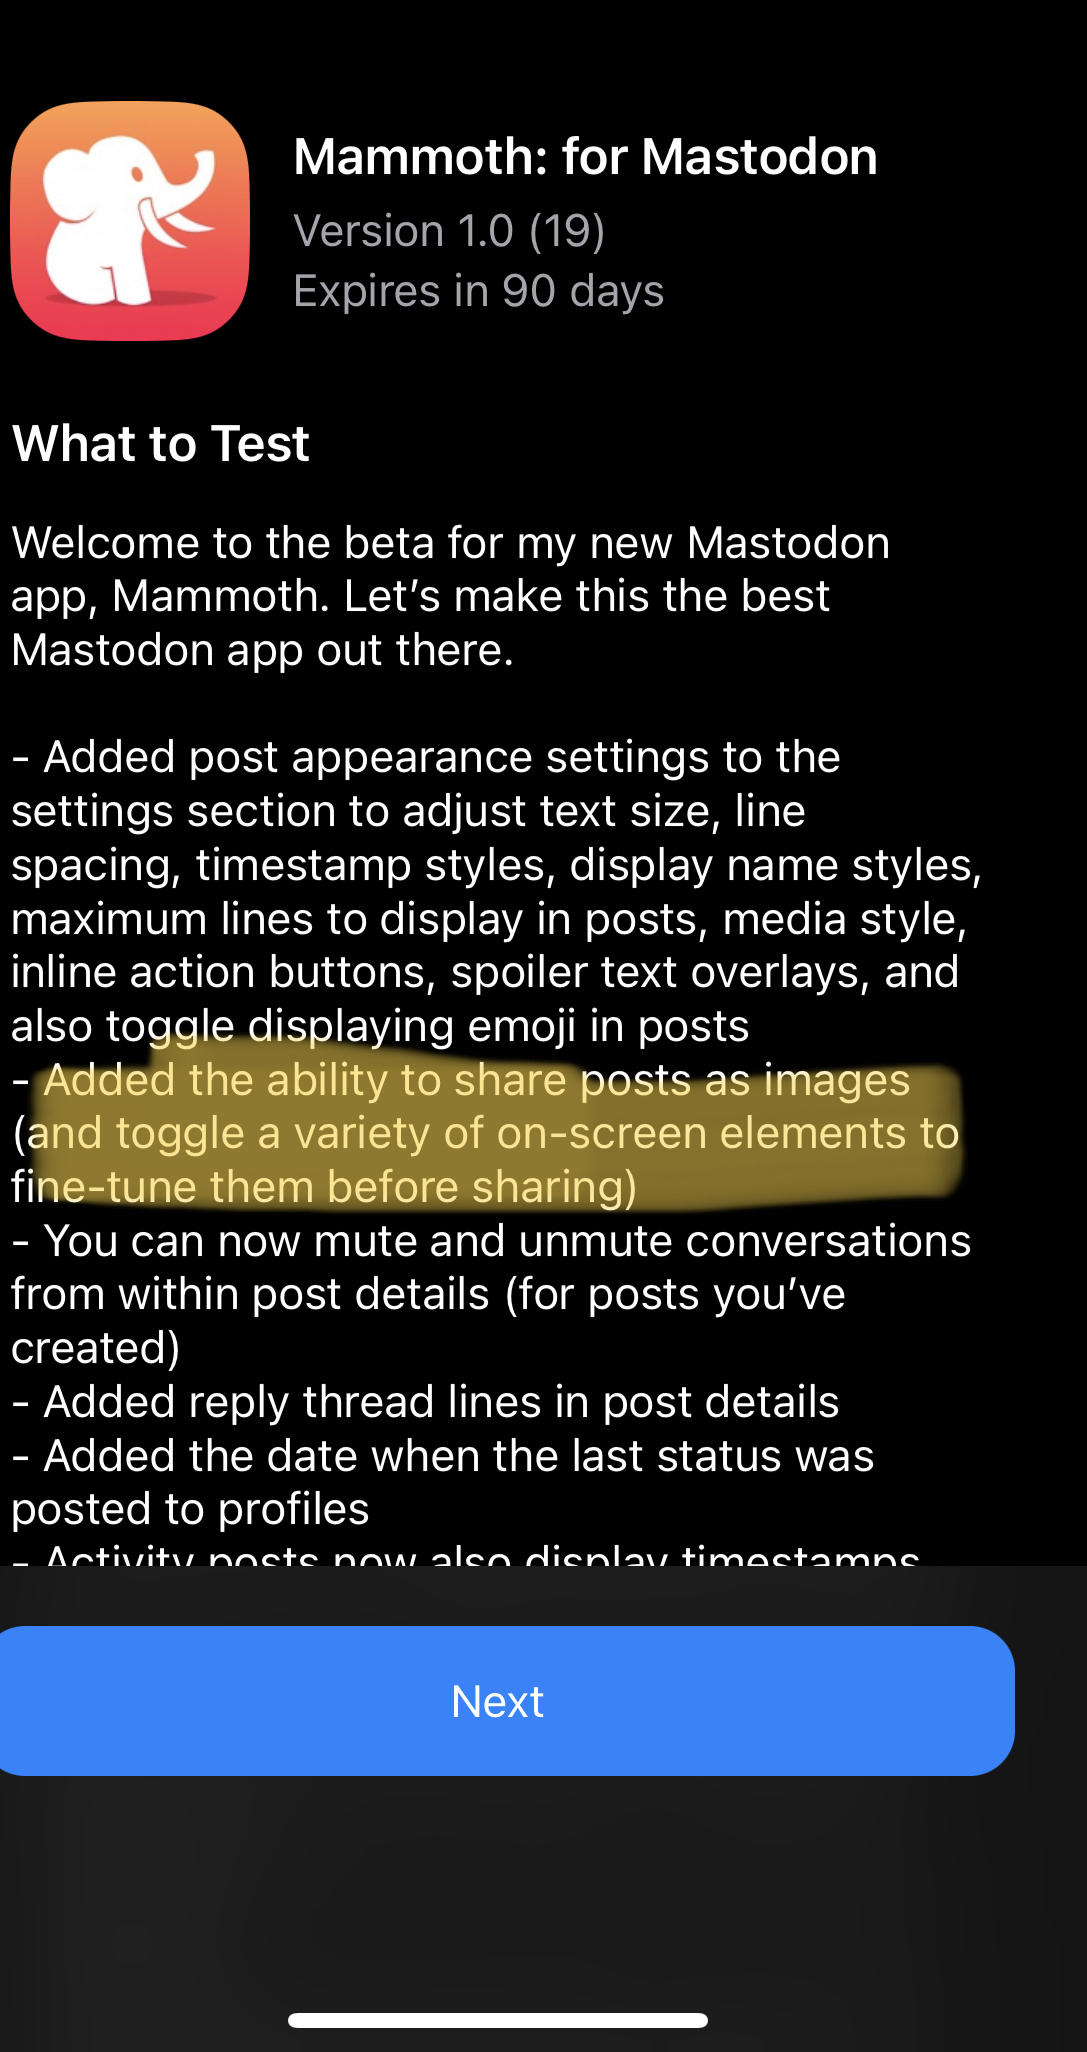 Mammoth: for Mastodon
Version 1.0 (19)
Expires in 90 days
What to Test
Welcome to the beta for my new Mastodon
app, Mammoth. Let’s make this the best
Mastodon app out there.
- Added post appearance settings to the
settings section to adjust text size, line
spacing, timestamp styles, display name styles,
maximum lines to display in posts, media style,
inline action buttons, spoiler text overlays, and
also toggle displaying emoji in posts
- Added the ability to share posts as images
(and toggle a variety of on-screen elements to
fine-tune them before sharing)
- You can now mute and unmute conversations
from within post details (for posts you’ve
created)
- Added reply thread lines in post details
- Added the date when the last status was
posted to profiles
- Activity posts now also display timestamps
Next